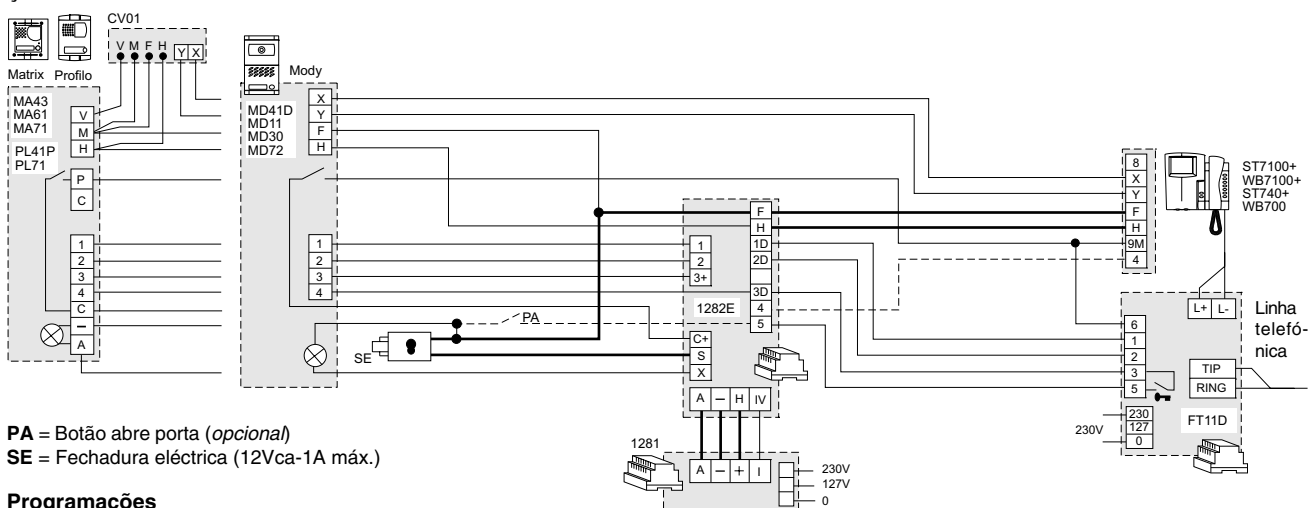 CV01
V M F H Y X
Matrix Profilo
MA43
MA61
MA71
PL41P
PL71
V
M
H
P
C
1
2
3
4
C
–
A
Mody
MD41D
MD11
MD30
MD72
X
Y
F
H
1
2
3
4
PA
SE
1
2
3+
1282E
C+
S
X
F
H
1D
2D
3D
4
5
A – H IV
1281
A – + I
230V
127V
0
8
X
Y
F
H
9M
4
ST7100+
WB7100+
ST740+
WB700
L+ L-
Linha
telefó-
nica
6
1
2
3
5
TIP
RING
FT11D
230V
230
127
0
PA = Botão abre porta (opcional)
SE = Fechadura eléctrica (12Vca-1A máx.)
Programações